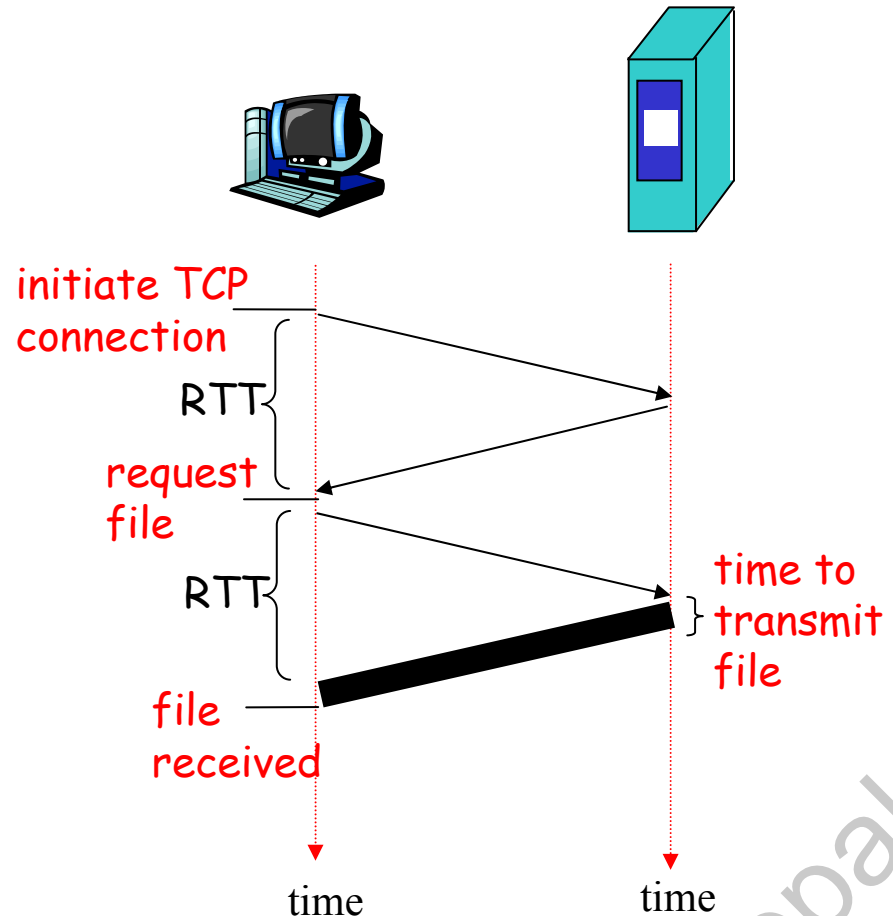 initiate TCP
connection
RTT
request
file
RTT
time to
transmit
file
file
received
time
time